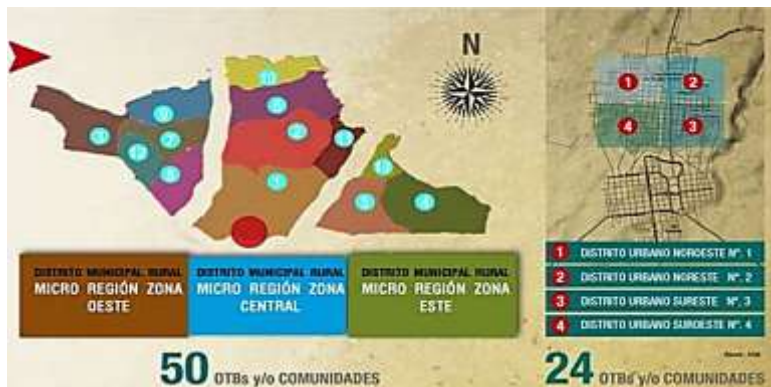 N
1
2
4
3
DISTRITO MUNICIPAL RURAL
MICRO REGIÓN ZONA
OESTE
DISTRITO MUNICIPAL RURAL
MICRO REGIÓN ZONA
CENTRAL
DISTRITO MUNICIPAL RURAL
MICRO REGIÓN ZONA
ESTE
1 DISTRITO URBANO NOROESTE Nº. 1
2 DISTRITO URBANO NORESTE Nº. 2
3 DISTRITO URBANO SURESTE Nº. 3
4 DISTRITO URBANO SUROESTE Nº. 4
50 OTBs y/o COMUNIDADES
24 OTBs y/o COMUNIDADES